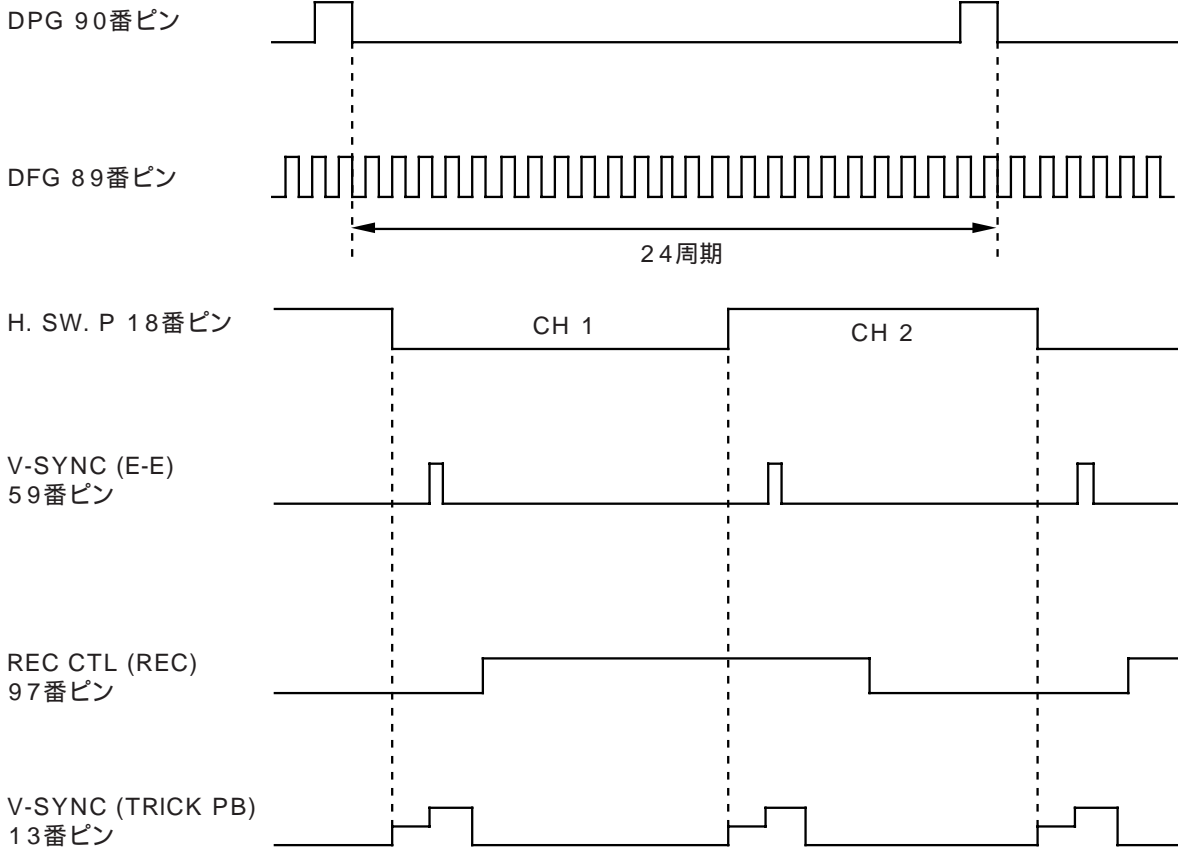 DPG 90番ピン
DFG 89番ピン
24周期
H. SW. P 18番ピン
CH 1
CH 2
V-SYNC (E-E)
59番ピン
REC CTL (REC)
97番ピン
V-SYNC (TRICK PB)
13番ピン